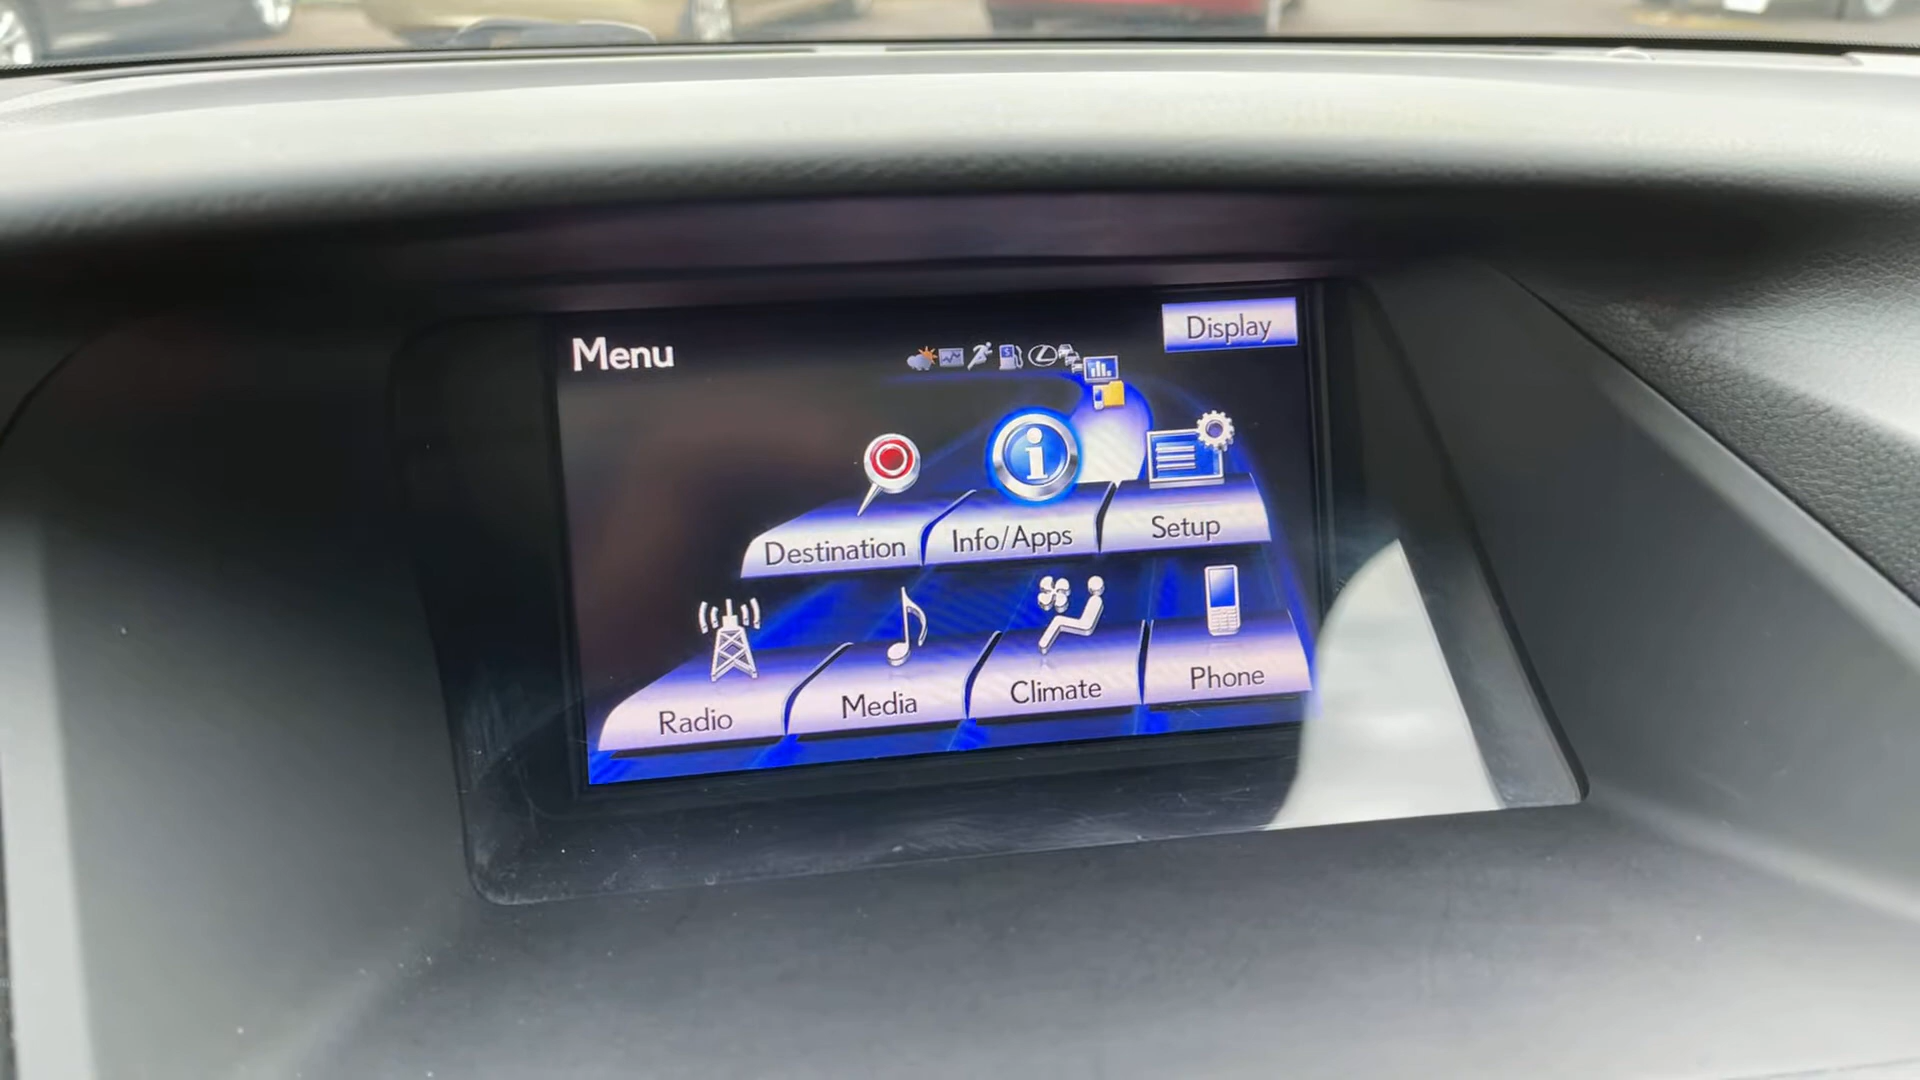 Menu
Display
Destination
Info/Apps
Setup
Radio
Media
Climate
Phone